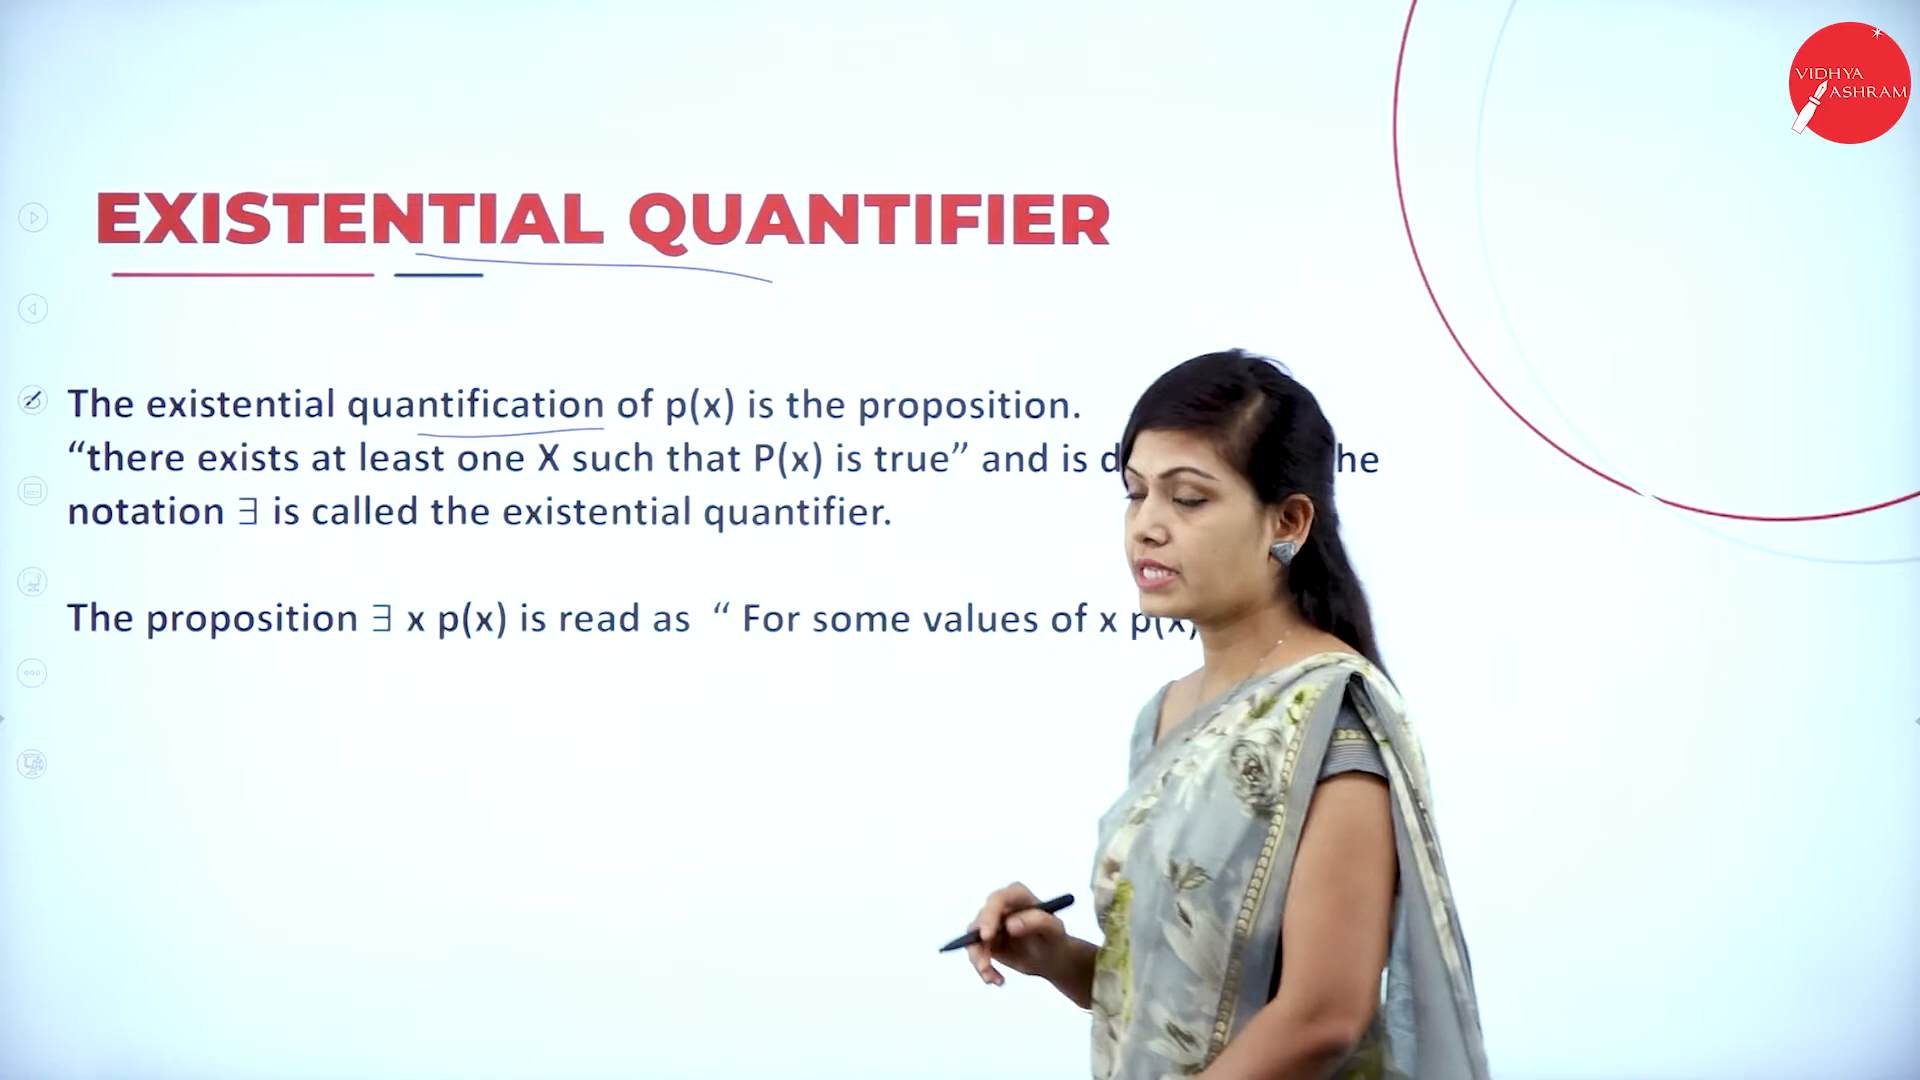 VIDHYA
ASHRAM
EXISTENTIAL QUANTIFIER
The existential quantification of p(x) is the proposition.
“there exists at least one X such that P(x) is true” and is
notation ∃ is called the existential quantifier.
The proposition ∃ x p(x) is read as “ For some values of x p(x)